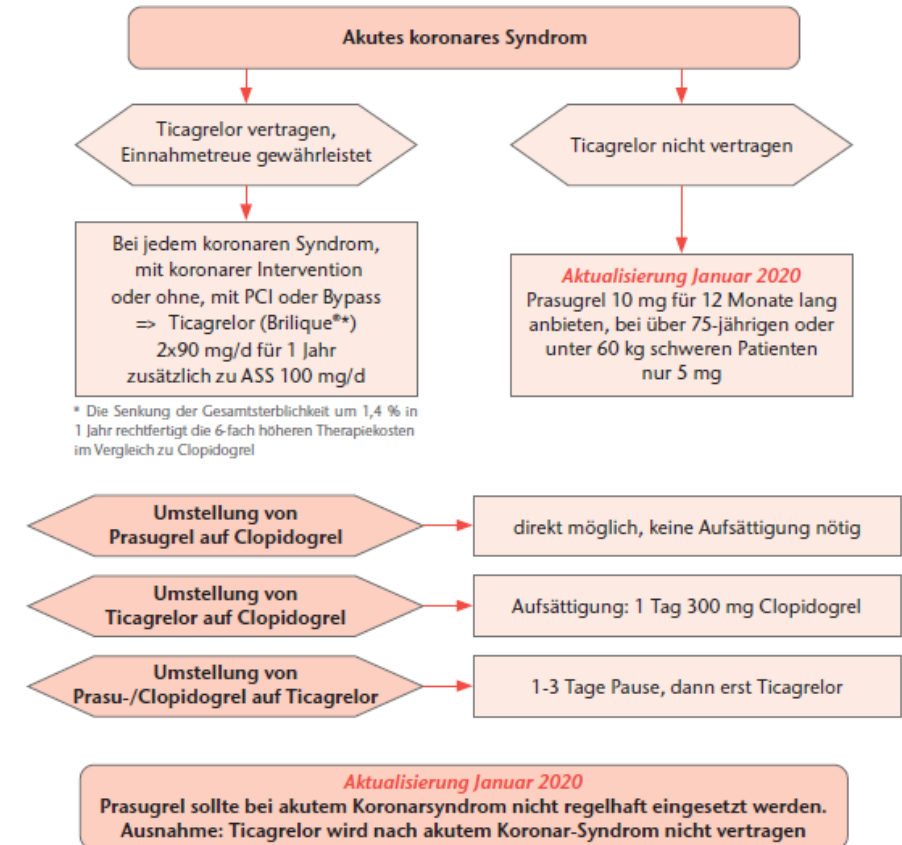 Akutes koronares Syndrom
Ticagrelor vertragen,
Einnahmetreue gewährleistet
Ticagrelor nicht vertragen
Bei jedem koronaren Syndrom,
mit koronarer Intervention
oder ohne, mit PCI oder Bypass
=> Ticagrelor (Brilique®*)
2x90 mg/d für 1 Jahr
zusätzlich zu ASS 100 mg/d
Aktualisierung Januar 2020
Prasugrel 10 mg für 12 Monate lang
anbieten, bei über 75-jährigen oder
unter 60 kg schweren Patienten
nur 5 mg
* Die Senkung der Gesamtsterblichkeit um 1,4 % in
1 Jahr rechtfertigt die 6-fach höheren Therapiekosten
im Vergleich zu Clopidogrel
Umstellung von
Prasugrel auf Clopidogrel
direkt möglich, keine Aufsättigung nötig
Umstellung von
Ticagrelor auf Clopidogrel
Aufsättigung: 1 Tag 300 mg Clopidogrel
Umstellung von
Prasu-/Clopidogrel auf Ticagrelor
1-3 Tage Pause, dann erst Ticagrelor
Aktualisierung Januar 2020
Prasugrel sollte bei akutem Koronarsyndrom nicht regelhaft eingesetzt werden.
Ausnahme: Ticagrelor wird nach akutem Koronar-Syndrom nicht vertragen